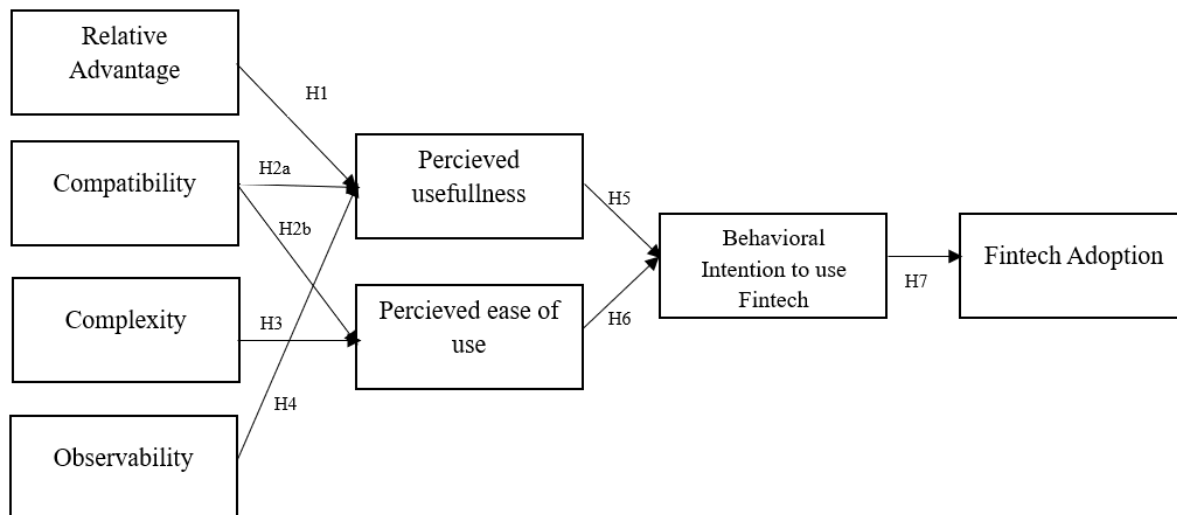 Relative
Advantage
H1
Compatibility
H2a
H2b
Percieved
usefullness
Complexity
H3
Percieved ease of
use
H4
Observability
H5
H6
Behavioral
Intention to use
Fintech
H7
Fintech Adoption